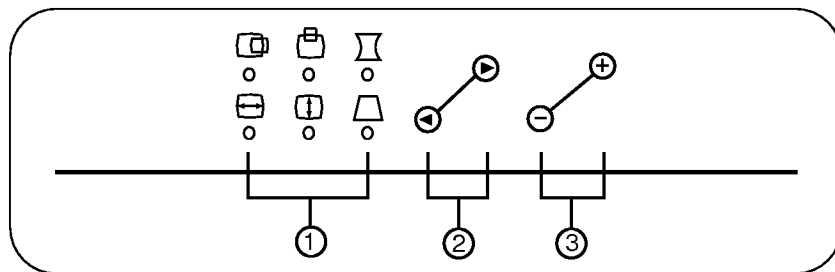 ① ② ③